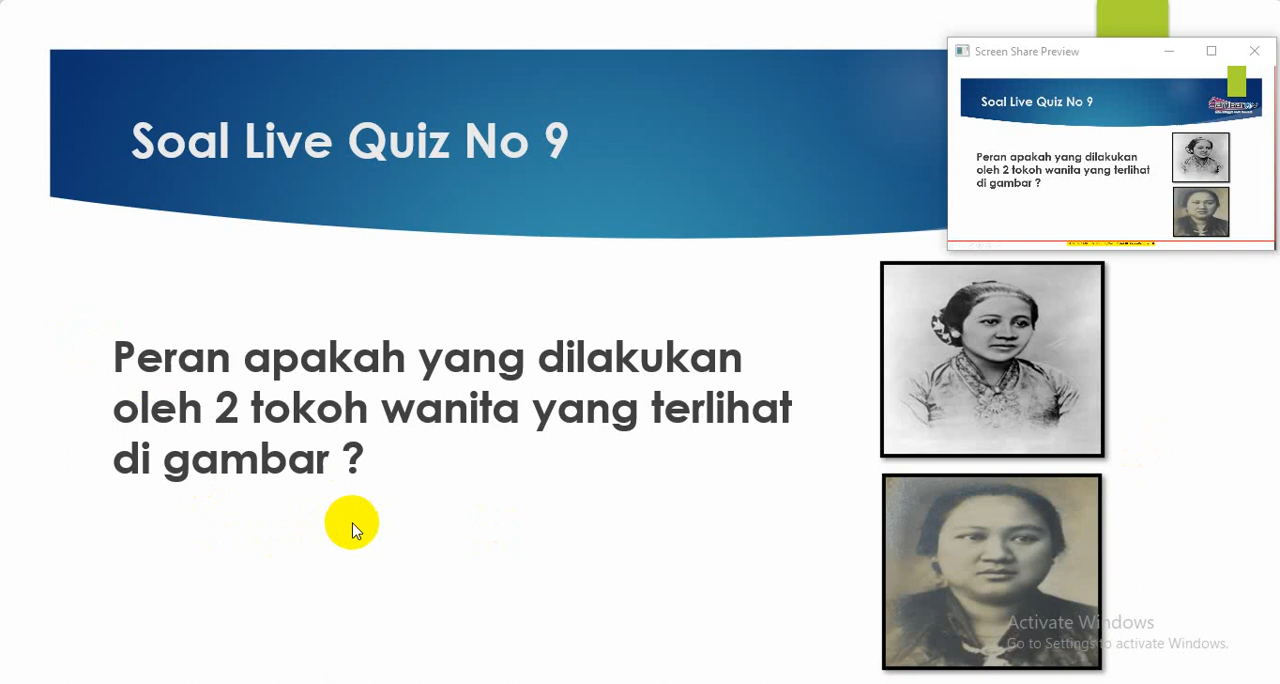 Soal Live Quiz No 9
Screen Share Preview
Soal Live Quiz No 9
Peran apakah yang dilakukan
oleh 2 tokoh wanita yang terlihat
di gambar ?
Peran apakah yang dilakukan
oleh 2 tokoh wanita yang terlihat
di gambar ?
Activate Windows
Go to Settings to activate Windows.